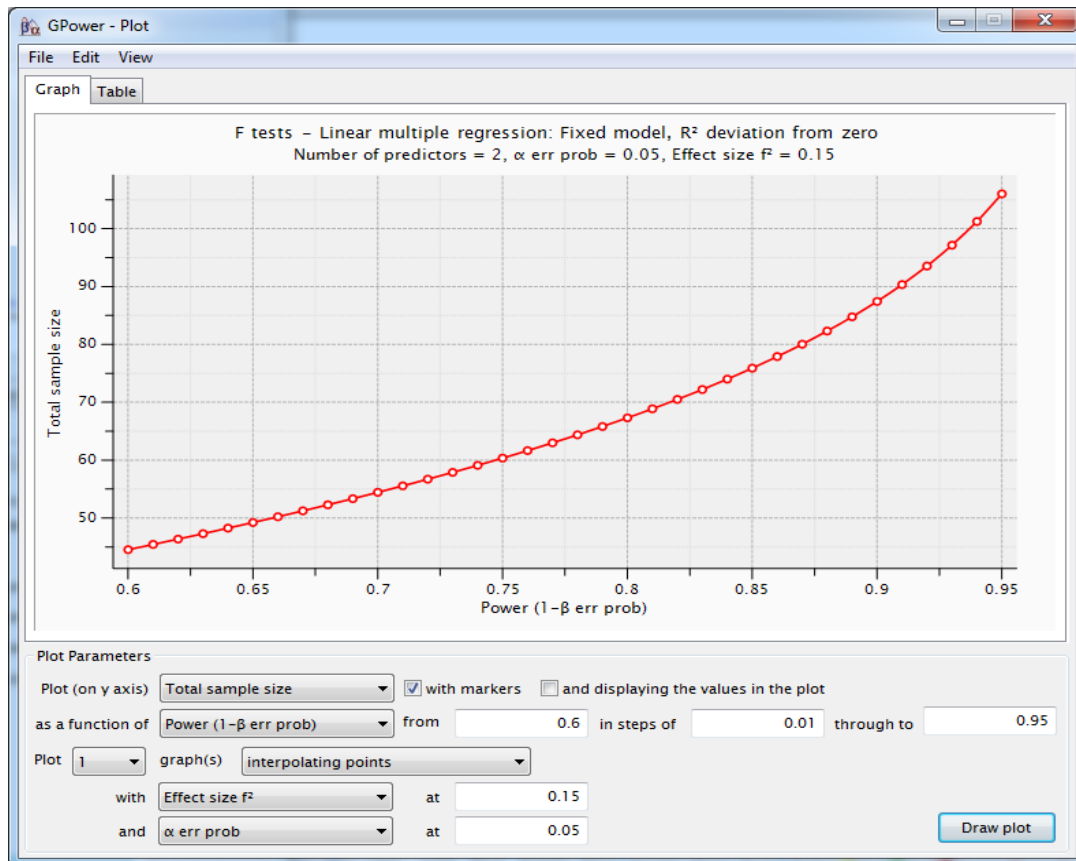 βα GPower - Plot
File Edit View
Graph Table
F tests - Linear multiple regression: Fixed model, R² deviation from zero
Number of predictors = 2, α err prob = 0.05, Effect size f² = 0.15
Total sample size
100
90
80
70
60
50
0.6 0.65 0.7 0.75 0.8 0.85 0.9 0.95
Power (1-β err prob)
Plot Parameters
Plot (on y axis) Total sample size with markers and displaying the values in the plot
as a function of Power (1-β err prob) from 0.6 in steps of 0.01 through to 0.95
Plot 1 graph(s) interpolating points
with Effect size f² at 0.15
and α err prob at 0.05
Draw plot